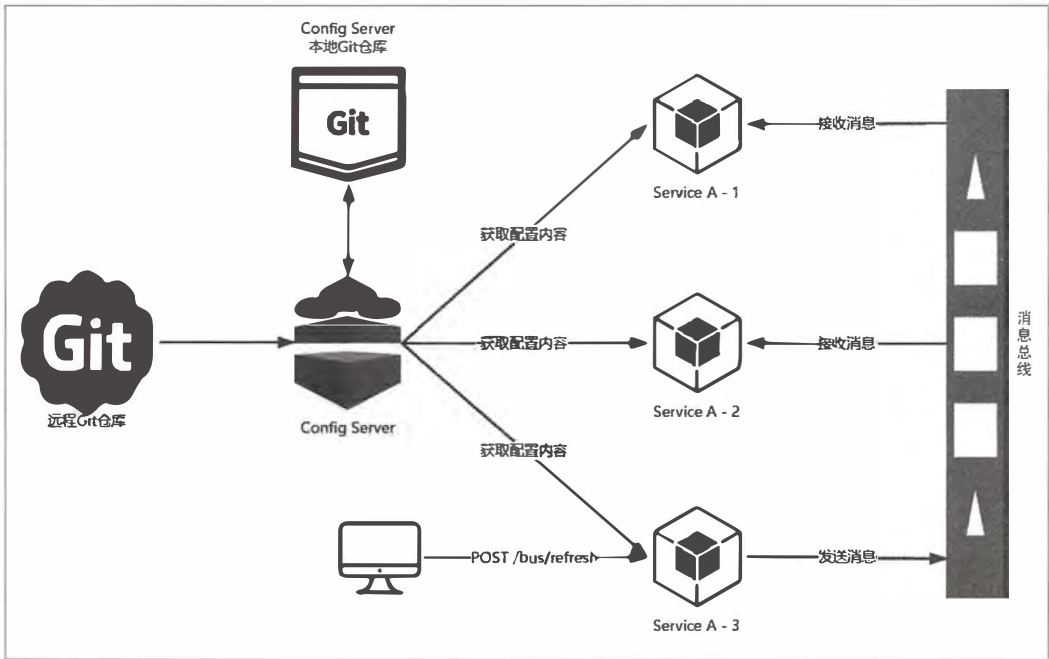 Config Server
本地Git仓库
Git
接收消息
Service A - 1
获取配置内容
Git
远程Git仓库
Config Server
获取配置内容
接收消息
Service A - 2
消息总线
获取配置内容
POST /bus/refresh
发送消息
Service A - 3